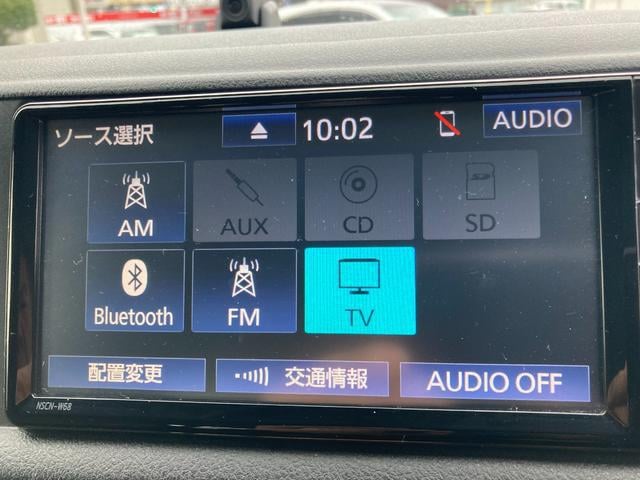 ソース選択
10:02
AUDIO
AM
AUX
CD
SD
Bluetooth
FM
TV
配置変更
交通情報
AUDIO OFF
NSCN-W68